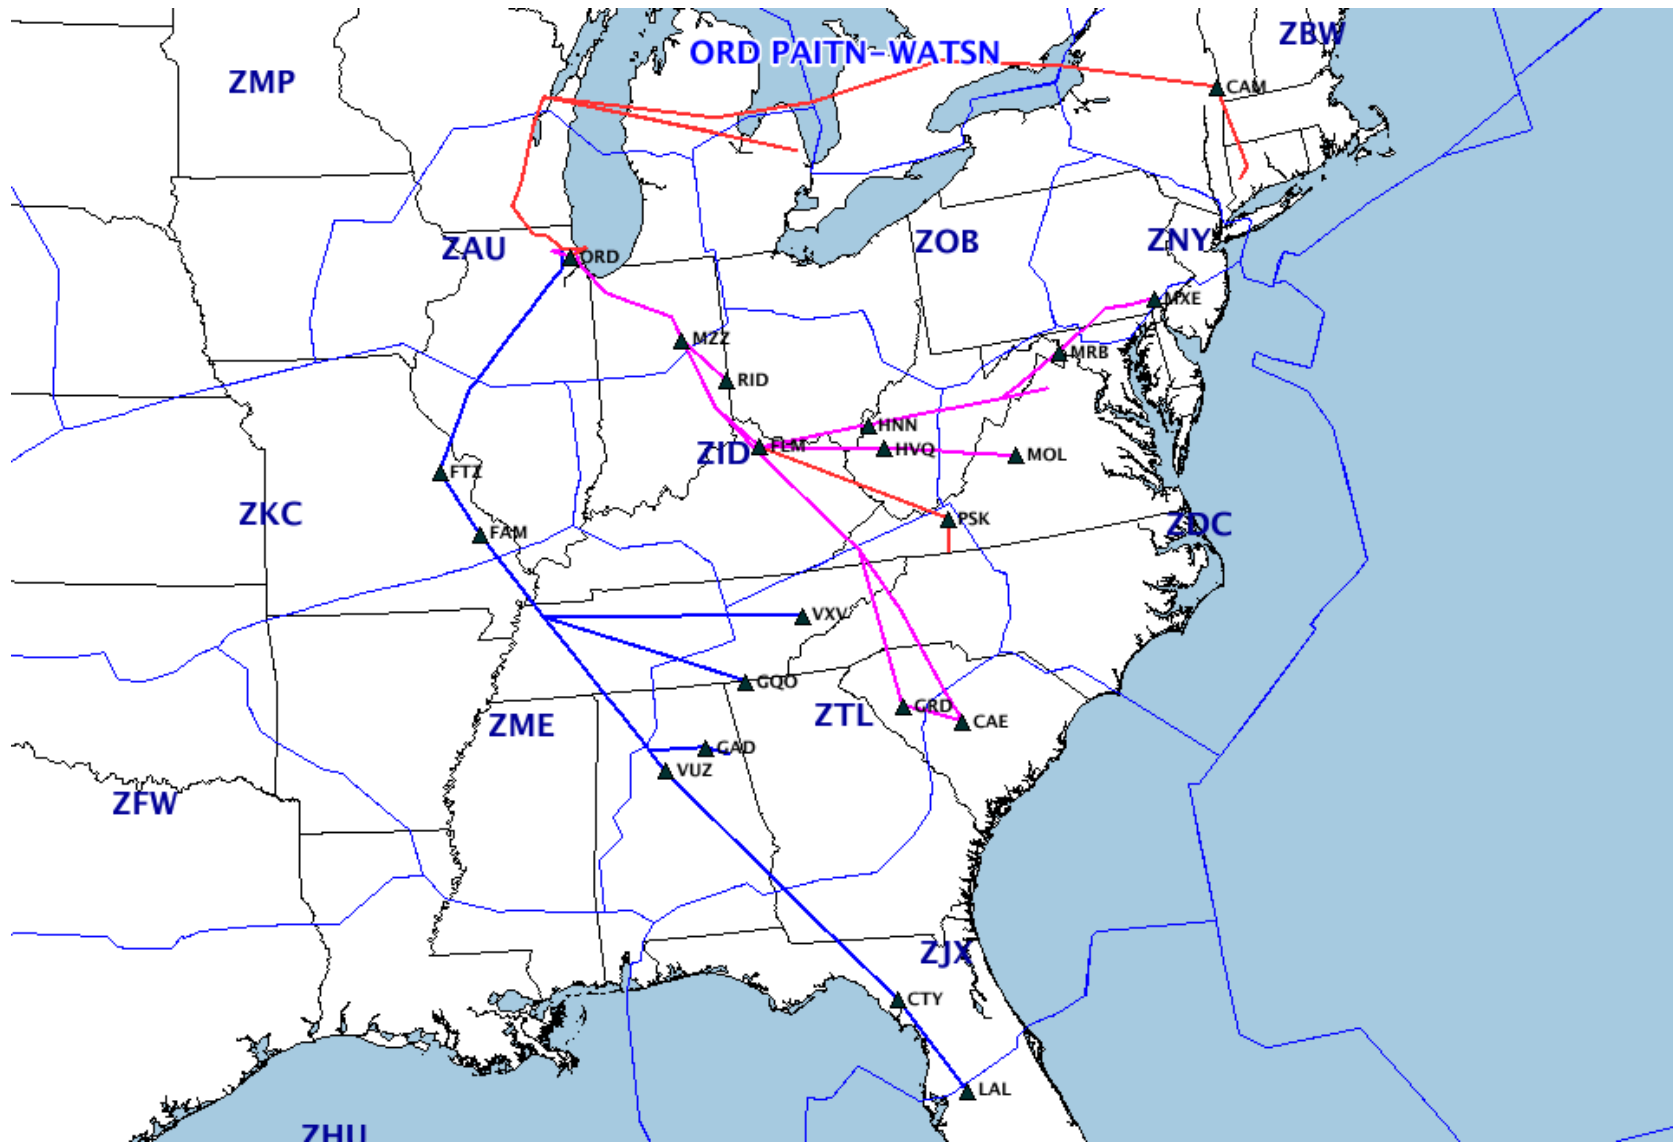 ZBW
ORD PAITN-WATSN
ZMP
CAM
ZAU
ZOB
ZNY
ORD
MXE
MZZ
MRB
RID
HNN
FLM
ZID
HVQ
MOL
FTZ
ZKC
PSK
ZDC
FAM
VXV
GQO
GRD
ZTL
CAE
ZME
GAD
VUZ
ZFW
ZJX
CTY
LAL
ZHU